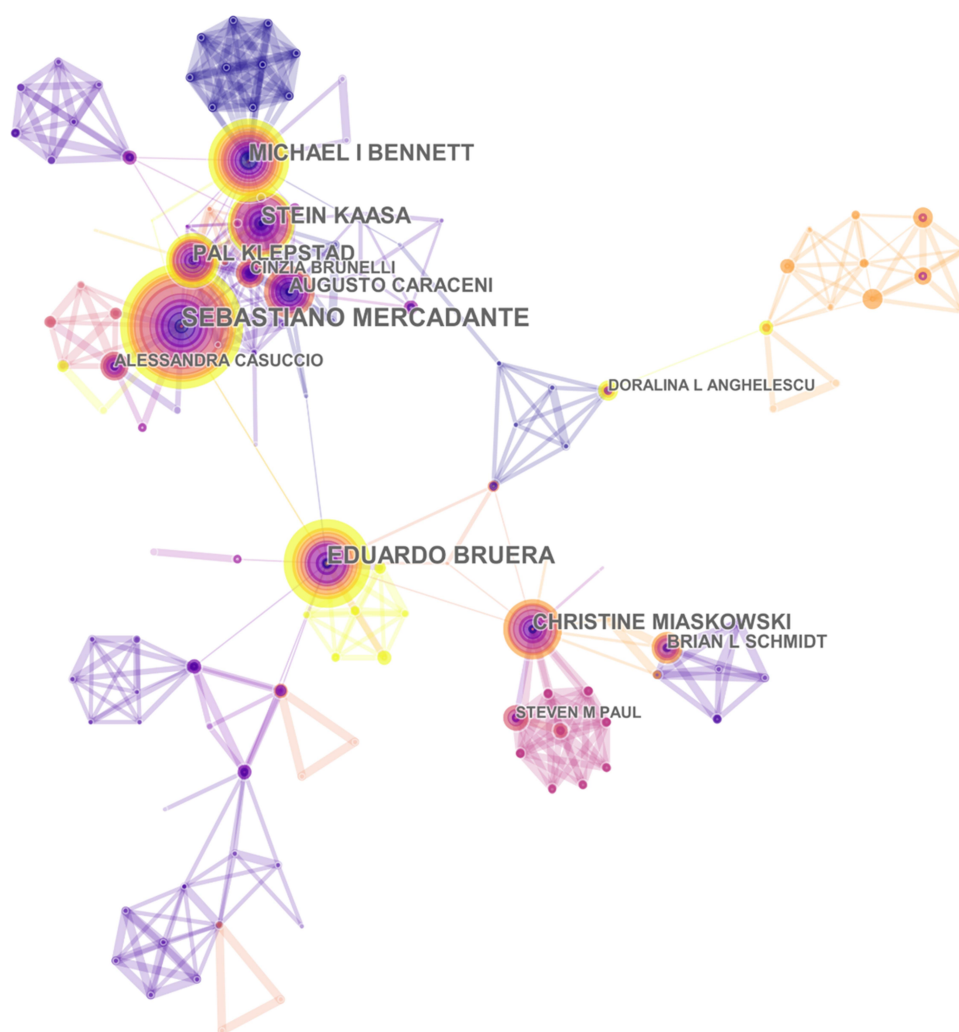 MICHAEL I BENNETT
STEIN KAASA
PAL KLEPSTAD
CINZIA BRUNELLI
AUGUSTO CARACENI
SEBASTIANO MERCADANTE
ALESSANDRA CASUCCIO
DORALINA L ANGHELESCU
EDUARDO BRUERA
CHRISTINE MIASKOWSKI
BRIAN L SCHMIDT
STEVEN M PAUL